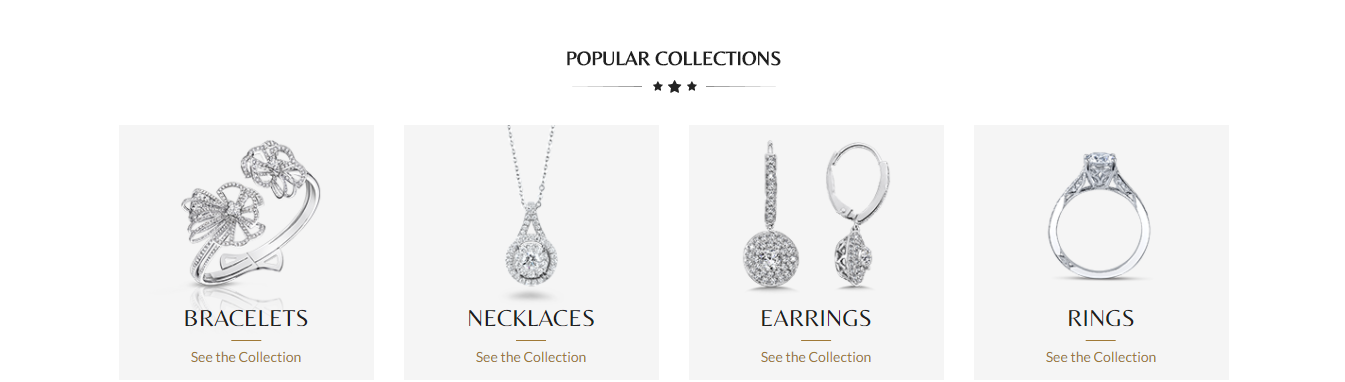 POPULAR COLLECTIONS
BRACELETS
See the Collection
NECKLACES
See the Collection
EARRINGS
See the Collection
RINGS
See the Collection